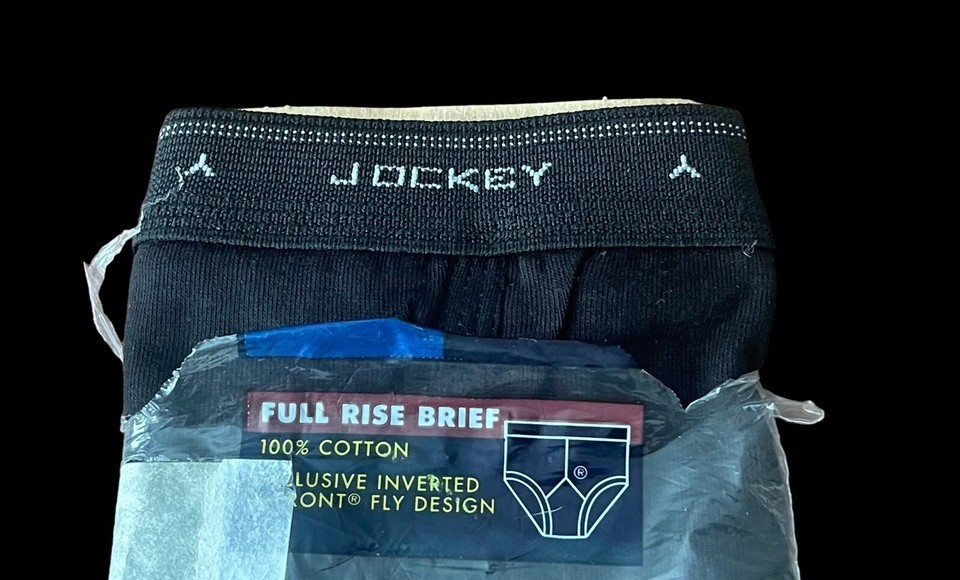 JOCKEY
FULL RISE BRIEF
100% COTTON
LUSIVE INVERTED
RONT® FLY DESIGN
®